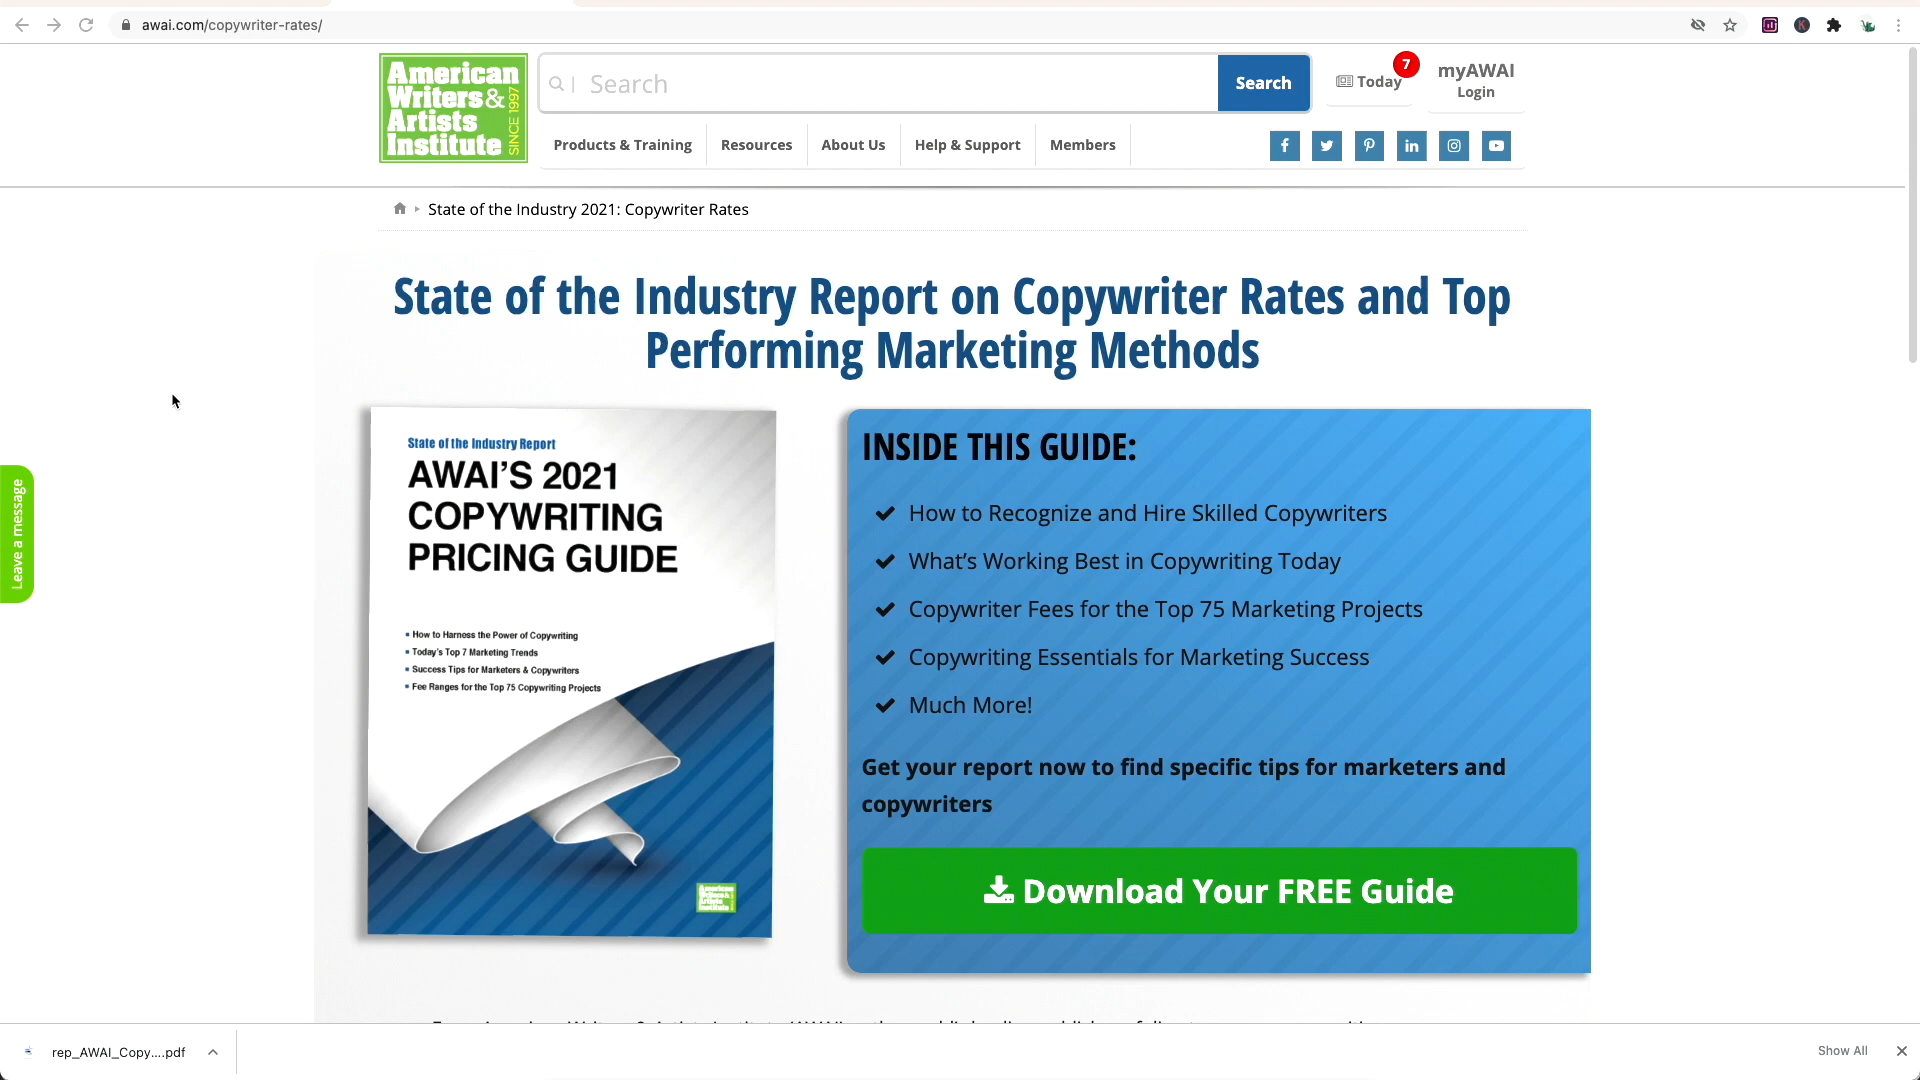 awai.com/copywriter-rates/
American
Writers&
Artists
Institute
SINCE 1997
Search
Search
Today
7
myAWAI
Login
Products & Training
Resources
About Us
Help & Support
Members
State of the Industry 2021: Copywriter Rates
State of the Industry Report on Copywriter Rates and Top
Performing Marketing Methods
State of the Industry Report
AWAI'S 2021
COPYWRITING
PRICING GUIDE
How to Harness the Power of Copywriting
Today's Top 7 Marketing Trends
Success Tips for Marketers & Copywriters
Fee Ranges for the Top 75 Copywriting Projects
American
Writers&
Artists
Institute
INSIDE THIS GUIDE:
How to Recognize and Hire Skilled Copywriters
What's Working Best in Copywriting Today
Copywriter Fees for the Top 75 Marketing Projects
Copywriting Essentials for Marketing Success
Much More!
Get your report now to find specific tips for marketers and
copywriters
Download Your FREE Guide
Leave a message
rep_AWAI_Copy....pdf
Show All